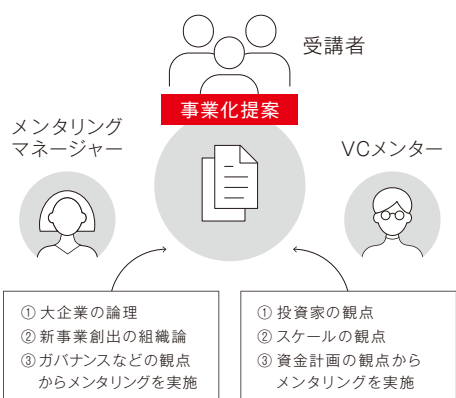 受講者
事業化提案
メンタリング
マネージャー
VCメンター
① 大企業の論理
② 新事業創出の組織論
③ ガバナンスなどの観点
からメンタリングを実施
① 投資家の観点
② スケールの観点
③ 資金計画の観点から
メンタリングを実施